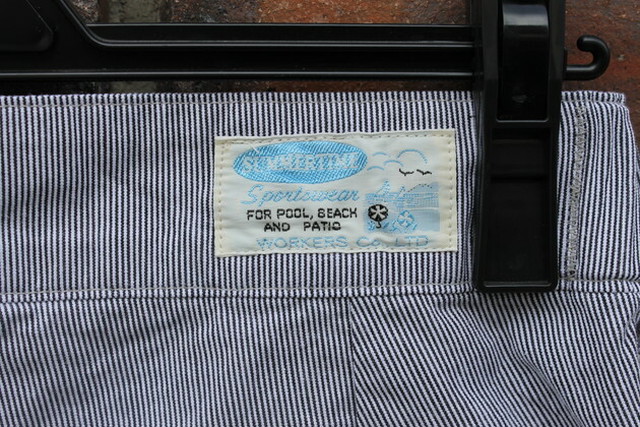 SUMMERTIME
Sportswear
FOR POOL, BEACH
AND PATIO
WORKERS Co, LTD